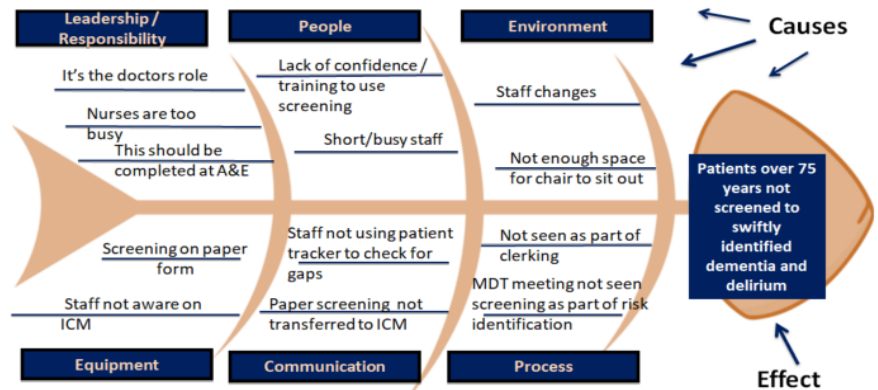 Leadership /
Responsibility
People
Environment
Causes
It's the doctors role
Nurses are too
busy
This should be
completed at A&E
Lack of confidence /
training to use
screening
Short/busy staff
Staff changes
Not enough space
for chair to sit out
Patients over 75
years not
screened to
swiftly
identified
dementia and
delirium
Screening on paper
form
Staff not aware on
ICM
Staff not using patient
tracker to check for
gaps
Paper screening not
transferred to ICM
Not seen as part of
clerking
MDT meeting not seen
screening as part of risk
identification
Equipment
Communication
Process
Effect